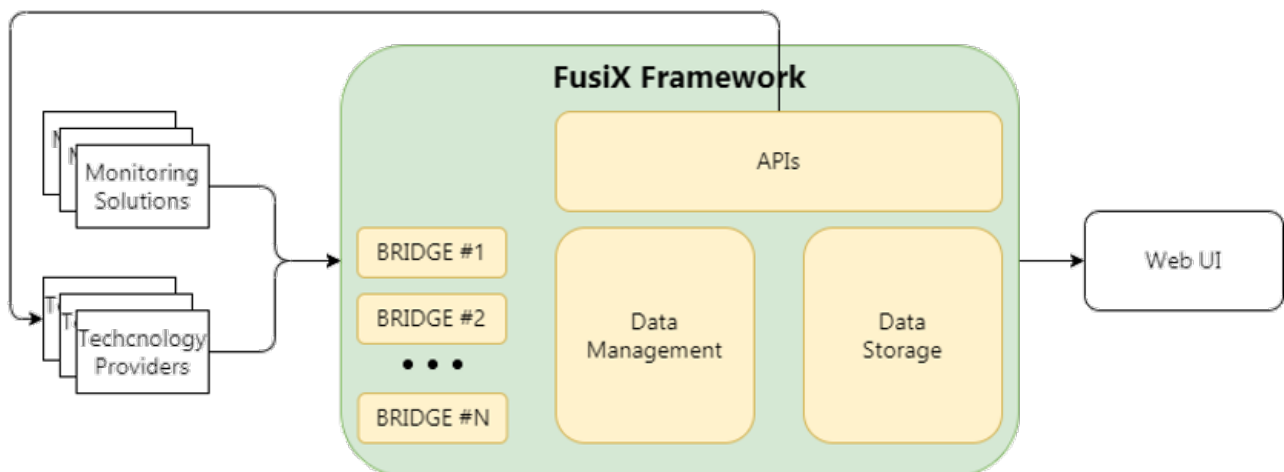 FusiX Framework
APIs
Monitoring
Solutions
Techcnology
Providers
BRIDGE #1
BRIDGE #2
BRIDGE #N
Data
Management
Data
Storage
Web UI